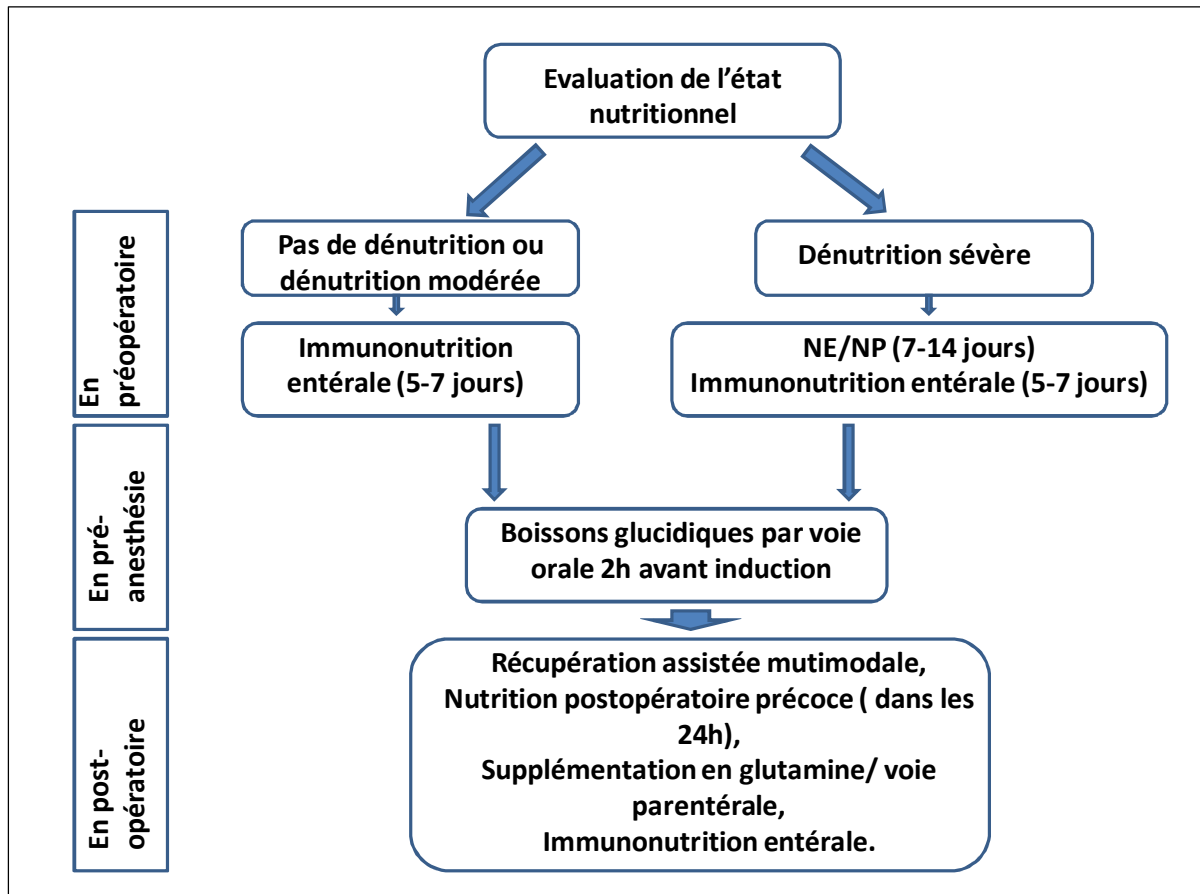 Evaluation de l'état
nutritionnel
En
préopératoire
Pas de dénutrition ou
dénutrition modérée
Dénutrition sévère
Immunonutrition
entérale (5-7 jours)
NE/NP (7-14 jours)
Immunonutrition entérale (5-7 jours)
En pré-
anesthésie
Boissons glucidiques par voie
orale 2h avant induction
En post-
opératoire
Récupération assistée mutimodale,
Nutrition postopératoire précoce ( dans les
24h),
Supplémentation en glutamine/ voie
parentérale,
Immunonutrition entérale.